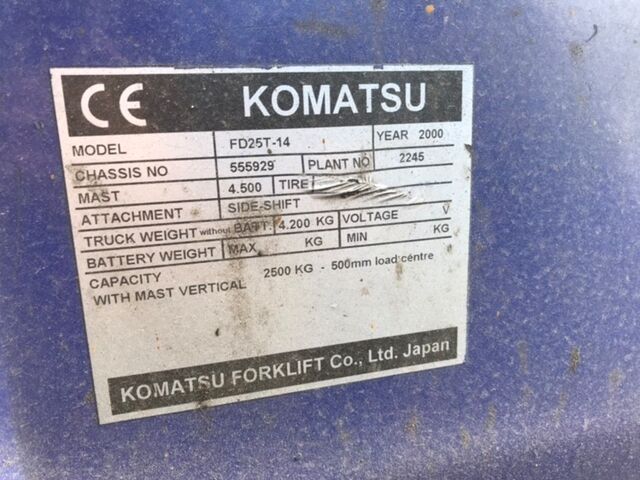 CE KOMATSU
MODEL FD25T-14 YEAR 2000
CHASSIS NO 555929 PLANT NO 2245
MAST 4.500 TIRE
ATTACHMENT SIDE-SHIFT
TRUCK WEIGHT without BATT. 4.200 KG VOLTAGE V
BATTERY WEIGHT MAX KG MIN KG
CAPACITY
WITH MAST VERTICAL 2500 KG - 500mm load centre
KOMATSU FORKLIFT Co., Ltd. Japan